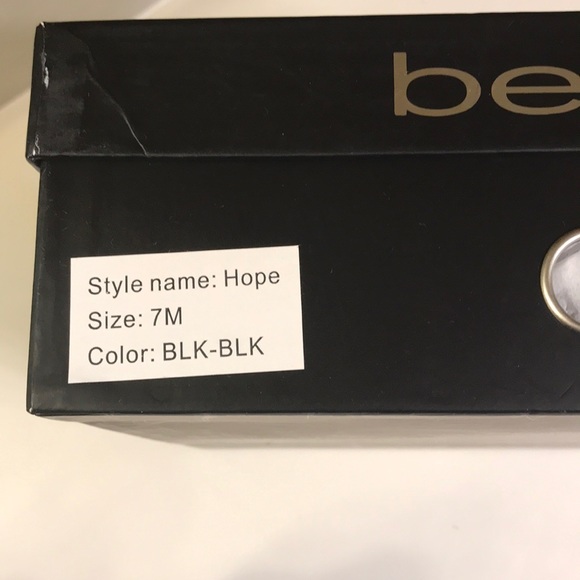 be
Style name: Hope
Size: 7M
Color: BLK-BLK